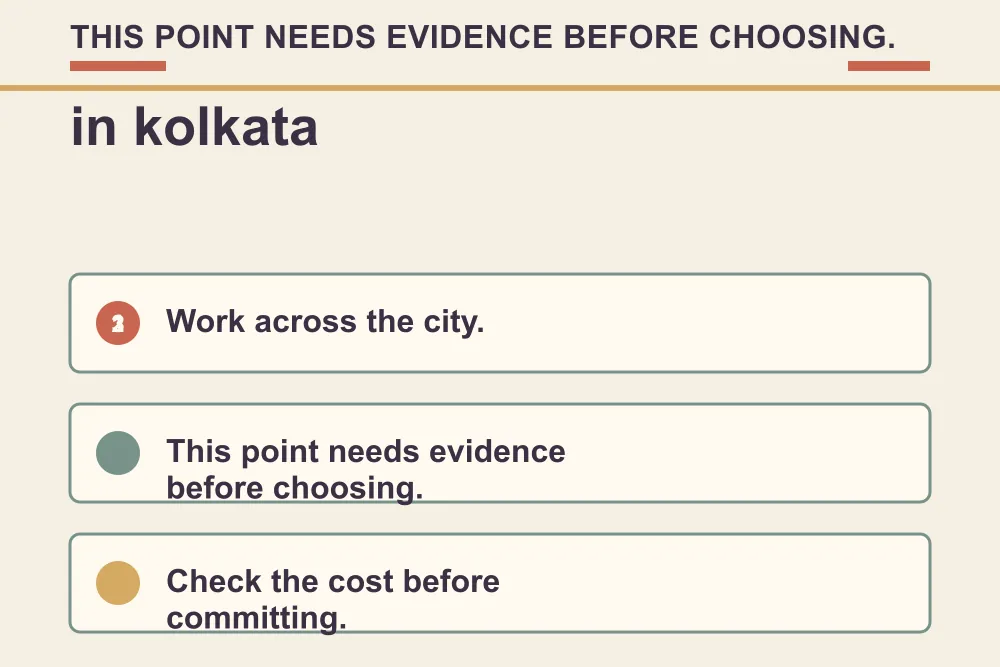 THIS POINT NEEDS EVIDENCE BEFORE CHOOSING.
in kolkata
Work across the city.
This point needs evidence
before choosing.
Check the cost before
committing.